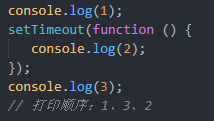 console.log(1);
setTimeout(function () {
    console.log(2);
});
console.log(3);
// 打印顺序：1、3、2